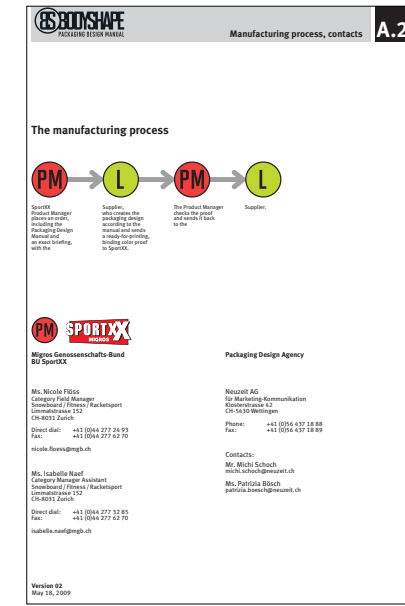 BS BODYSHAPE
PACKAGING DESIGN MANUAL
Manufacturing process, contacts
A.2
The manufacturing process
PM
L
PM
L
SportXX
Product Manager
places an order,
including the
Packaging Design
Manual and
an exact briefing,
with the
Supplier,
who creates the
packaging design
according to the
manual and sends
a ready-for-printing,
binding color proof
to SportXX.
The Product Manager
checks the proof
and sends it back
to the
Supplier.
PM
SPORTXX
MIGROS
Migros Genossenschafts-Bund
BU SportXX
Ms. Nicole Flöss
Category Field Manager
Snowboard / Fitness / Racketsport
Limmatstrasse 152
CH-8031 Zurich
Direct dial: +41 (0)44 277 24 93
Fax: +41 (0)44 277 62 70
nicole.floess@mgb.ch
Ms. Isabelle Naef
Category Manager Assistant
Snowboard / Fitness / Racketsport
Limmatstrasse 152
CH-8031 Zurich
Direct dial: +41 (0)44 277 32 85
Fax: +41 (0)44 277 62 70
isabelle.naef@mgb.ch
Packaging Design Agency
Neuzeit AG
für Marketing-Kommunikation
Klosterstrasse 42
CH-5430 Wettingen
Phone: +41 (0)56 437 18 88
Fax: +41 (0)56 437 18 89
Contacts:
Mr. Michi Schoch
michi.schoch@neuzeit.ch
Ms. Patrizia Bösch
patrizia.boesch@neuzeit.ch
Version 02
May 18, 2009